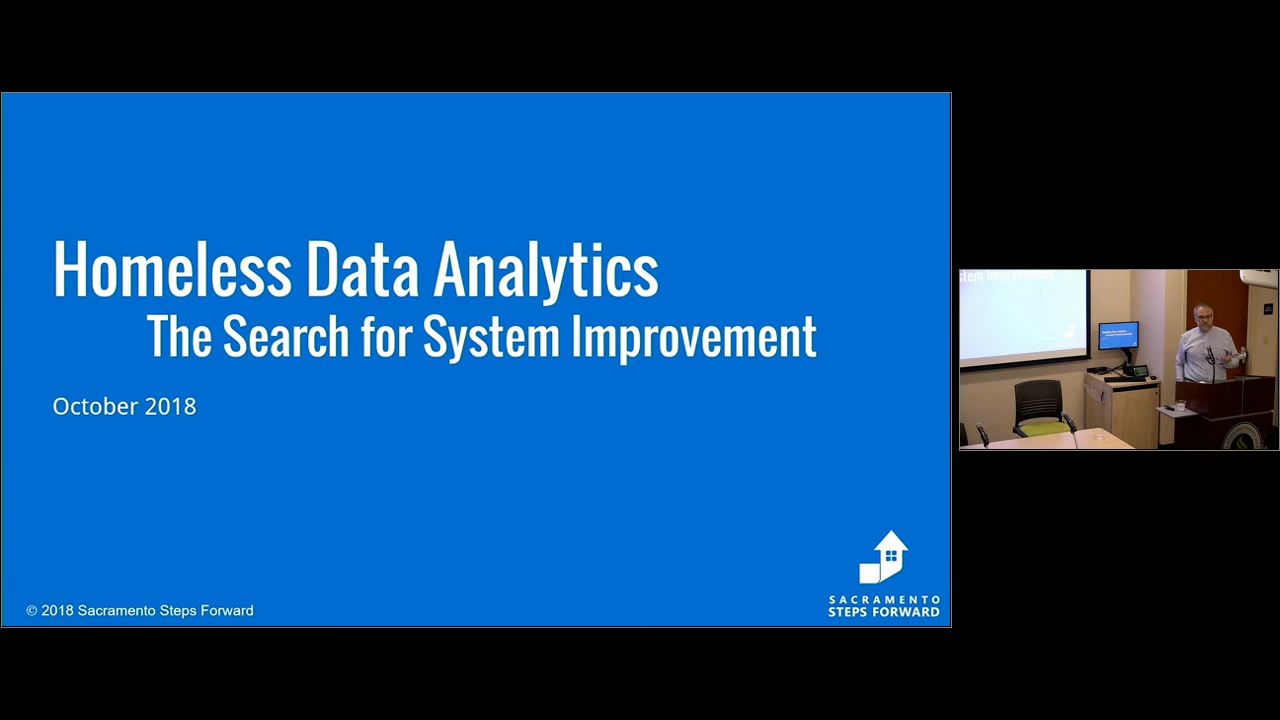 Homeless Data Analytics
The Search for System Improvement
October 2018
© 2018 Sacramento Steps Forward
SACRAMENTO
STEPS FORWARD